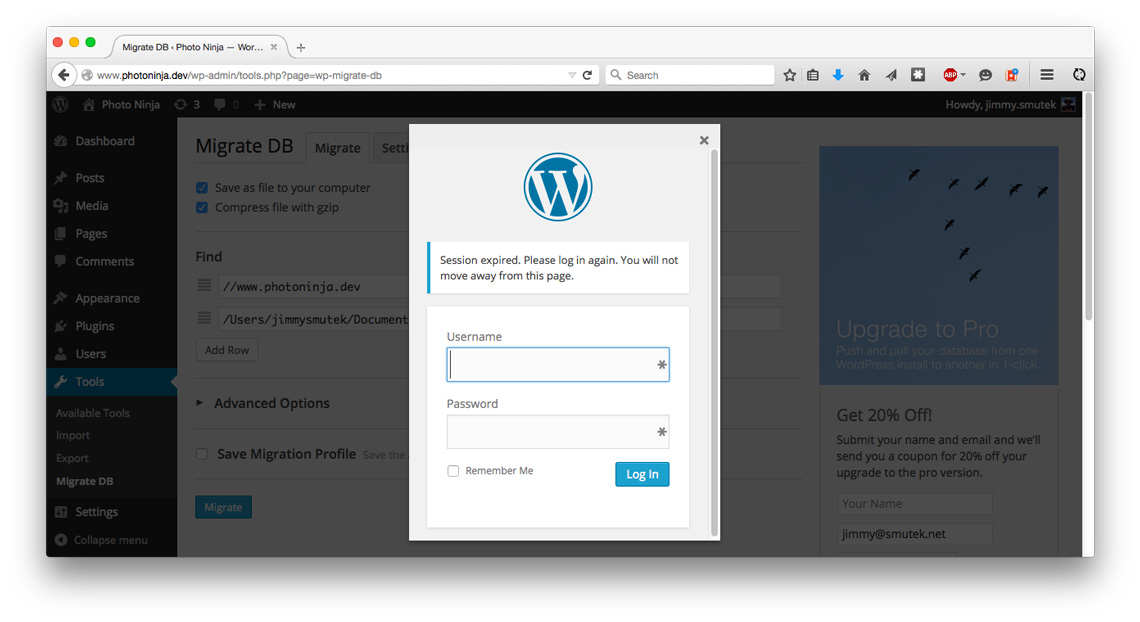 Migrate DB ‹ Photo Ninja — Wor...
www.photoninja.dev/wp-admin/tools.php?page=wp-migrate-db
Search
ABP
Photo Ninja
3
0
New
Howdy, jimmy.smutek
Dashboard
Posts
Media
Pages
Comments
Appearance
Plugins
Users
Tools
Available Tools
Import
Export
Migrate DB
Settings
Collapse menu
Migrate DB
Migrate
Save as file to your computer
Compress file with gzip
Find
//www.photoninja.dev
Add Row
Advanced Options
Save Migration Profile
Save the
Migrate
Session expired. Please log in again. You will not
move away from this page.
Username
Password
Remember Me
Log In
Upgrade to Pro
Push and pull your database from one
WordPress install to another in 1-click.
Get 20% Off!
Submit your name and email and we'll
send you a coupon for 20% off your
upgrade to the pro version.
Your Name
jimmy@smutek.net